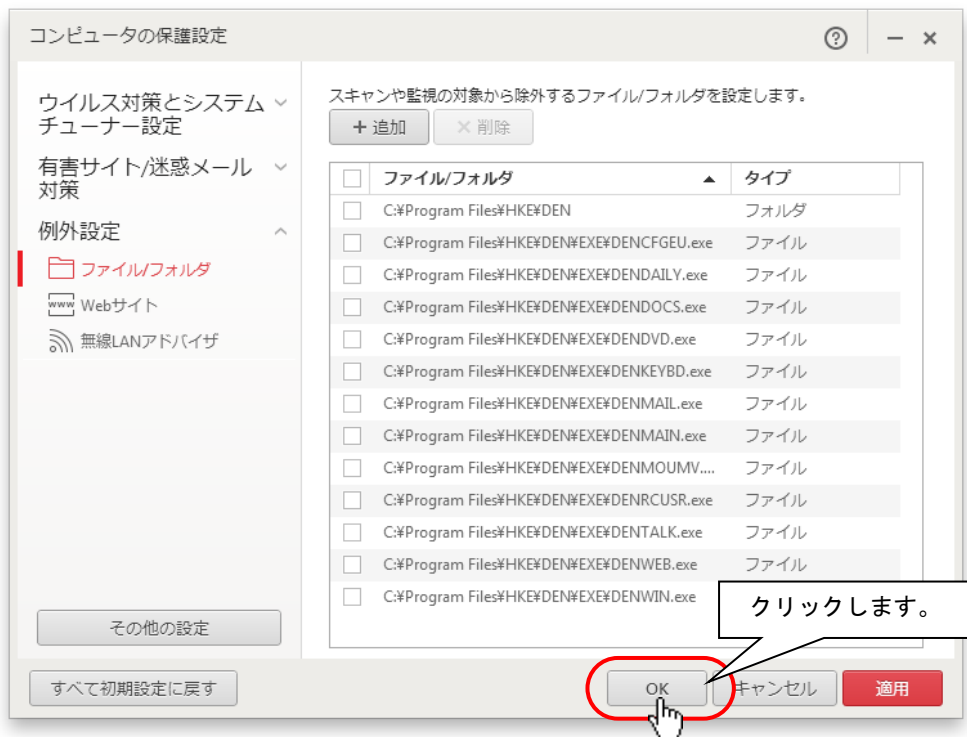 コンピュータの保護設定
ウイルス対策とシステム
チューナー設定
有害サイト/迷惑メール
対策
例外設定
ファイル/フォルダ
www Webサイト
無線LANアドバイザ
その他の設定
スキャンや監視の対象から除外するファイル/フォルダを設定します。
+ 追加 × 削除
ファイル/フォルダ ▲ タイプ
C:¥Program Files¥HKE¥DEN フォルダ
C:¥Program Files¥HKE¥DEN¥EXE¥DENCFGEU.exe ファイル
C:¥Program Files¥HKE¥DEN¥EXE¥DENDAILY.exe ファイル
C:¥Program Files¥HKE¥DEN¥EXE¥DENDOCS.exe ファイル
C:¥Program Files¥HKE¥DEN¥EXE¥DENDVD.exe ファイル
C:¥Program Files¥HKE¥DEN¥EXE¥DENKEYBD.exe ファイル
C:¥Program Files¥HKE¥DEN¥EXE¥DENMAIL.exe ファイル
C:¥Program Files¥HKE¥DEN¥EXE¥DENMAIN.exe ファイル
C:¥Program Files¥HKE¥DEN¥EXE¥DENMOUMV.... ファイル
C:¥Program Files¥HKE¥DEN¥EXE¥DENRCUSR.exe ファイル
C:¥Program Files¥HKE¥DEN¥EXE¥DENTALK.exe ファイル
C:¥Program Files¥HKE¥DEN¥EXE¥DENWEB.exe ファイル
C:¥Program Files¥HKE¥DEN¥EXE¥DENWIN.exe
クリックします。
すべて初期設定に戻す OK キャンセル 適用